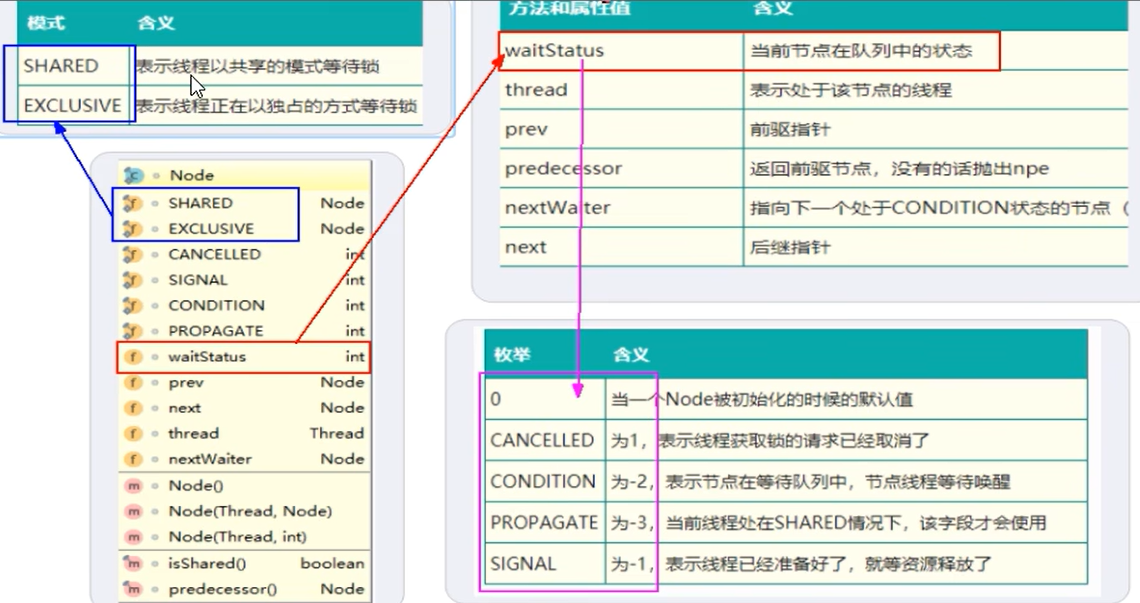 模式 含义
SHARED 表示线程以共享的模式等待锁
EXCLUSIVE 表示线程正在以独占的方式等待锁
方法和属性值 含义
waitStatus 当前节点在队列中的状态
thread 表示处于该节点的线程
prev 前驱指针
predecessor 返回前驱节点，没有的话抛出npe
nextWaiter 指向下一个处于CONDITION状态的节点（
next 后继指针
Node
SHARED Node
EXCLUSIVE Node
CANCELLED int
SIGNAL int
CONDITION int
PROPAGATE int
waitStatus int
prev Node
next Node
thread Thread
nextWaiter Node
Node()
Node(Thread, Node)
Node(Thread, int)
isShared() boolean
predecessor() Node
枚举 含义
0 当一个Node被初始化的时候的默认值
CANCELLED 为1，表示线程获取锁的请求已经取消了
CONDITION 为-2，表示节点在等待队列中，节点线程等待唤醒
PROPAGATE 为-3，当前线程处在SHARED情况下，该字段才会使用
SIGNAL 为-1，表示线程已经准备好了，就等资源释放了